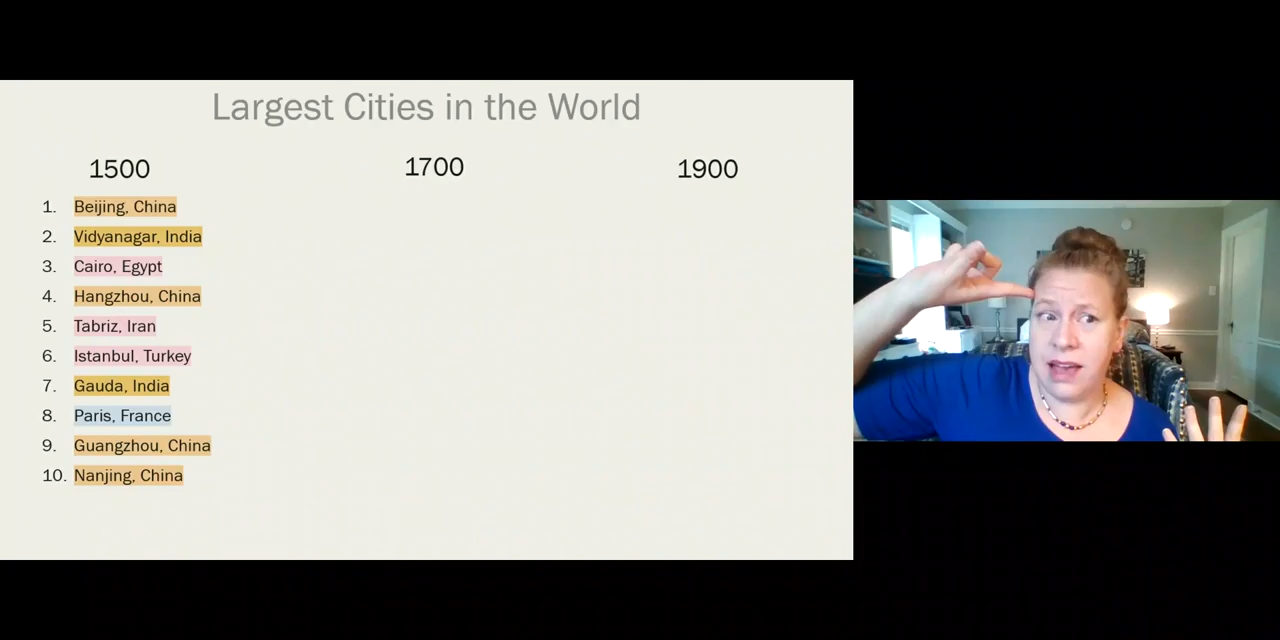 Largest Cities in the World
1500
1700
1900
1. Beijing, China
2. Vidyanagar, India
3. Cairo, Egypt
4. Hangzhou, China
5. Tabriz, Iran
6. Istanbul, Turkey
7. Gauda, India
8. Paris, France
9. Guangzhou, China
10. Nanjing, China